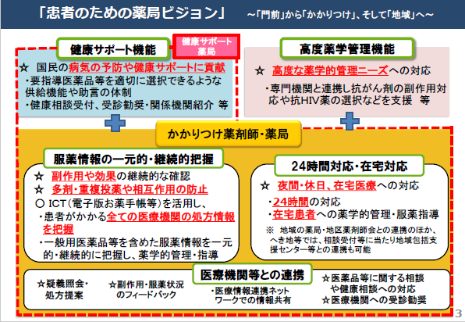 「患者のための薬局ビジョン」 ～「門前」から「かかりつけ」、そして「地域」へ～
健康サポート機能
健康サポート
薬局
☆ 国民の病気の予防や健康サポートに貢献
・要指導医薬品等を適切に選択できるような
供給機能や助言の体制
・健康相談受付、受診勧奨・関係機関紹介 等
高度薬学管理機能
☆ 高度な薬学的管理ニーズへの対応
・専門機関と連携し抗がん剤の副作用対
応や抗HIV薬の選択などを支援 等
かかりつけ薬剤師・薬局
服薬情報の一元的・継続的把握
☆ 副作用や効果の継続的な確認
☆ 多剤・重複投薬や相互作用の防止
○ ICT(電子版お薬手帳等)を活用し、
・患者がかかる全ての医療機関の処方情報
を把握
・一般用医薬品等を含めた服薬情報を一元
的・継続的に把握し、薬学的管理・指導
24時間対応・在宅対応
☆ 夜間・休日、在宅医療への対応
・24時間の対応
・在宅患者への薬学的管理・服薬指導
※ 地域の薬局・地区薬剤師会との連携のほか、
へき地等では、相談受付等に当たり地域包括支
援センター等との連携も可能
医療機関等との連携
☆ 疑義照会・
処方提案
☆ 副作用・服薬状況
のフィードバック
・医療情報連携ネット
ワークでの情報共有
☆ 医薬品等に関する相談
や健康相談への対応
☆ 医療機関への受診勧奨
3